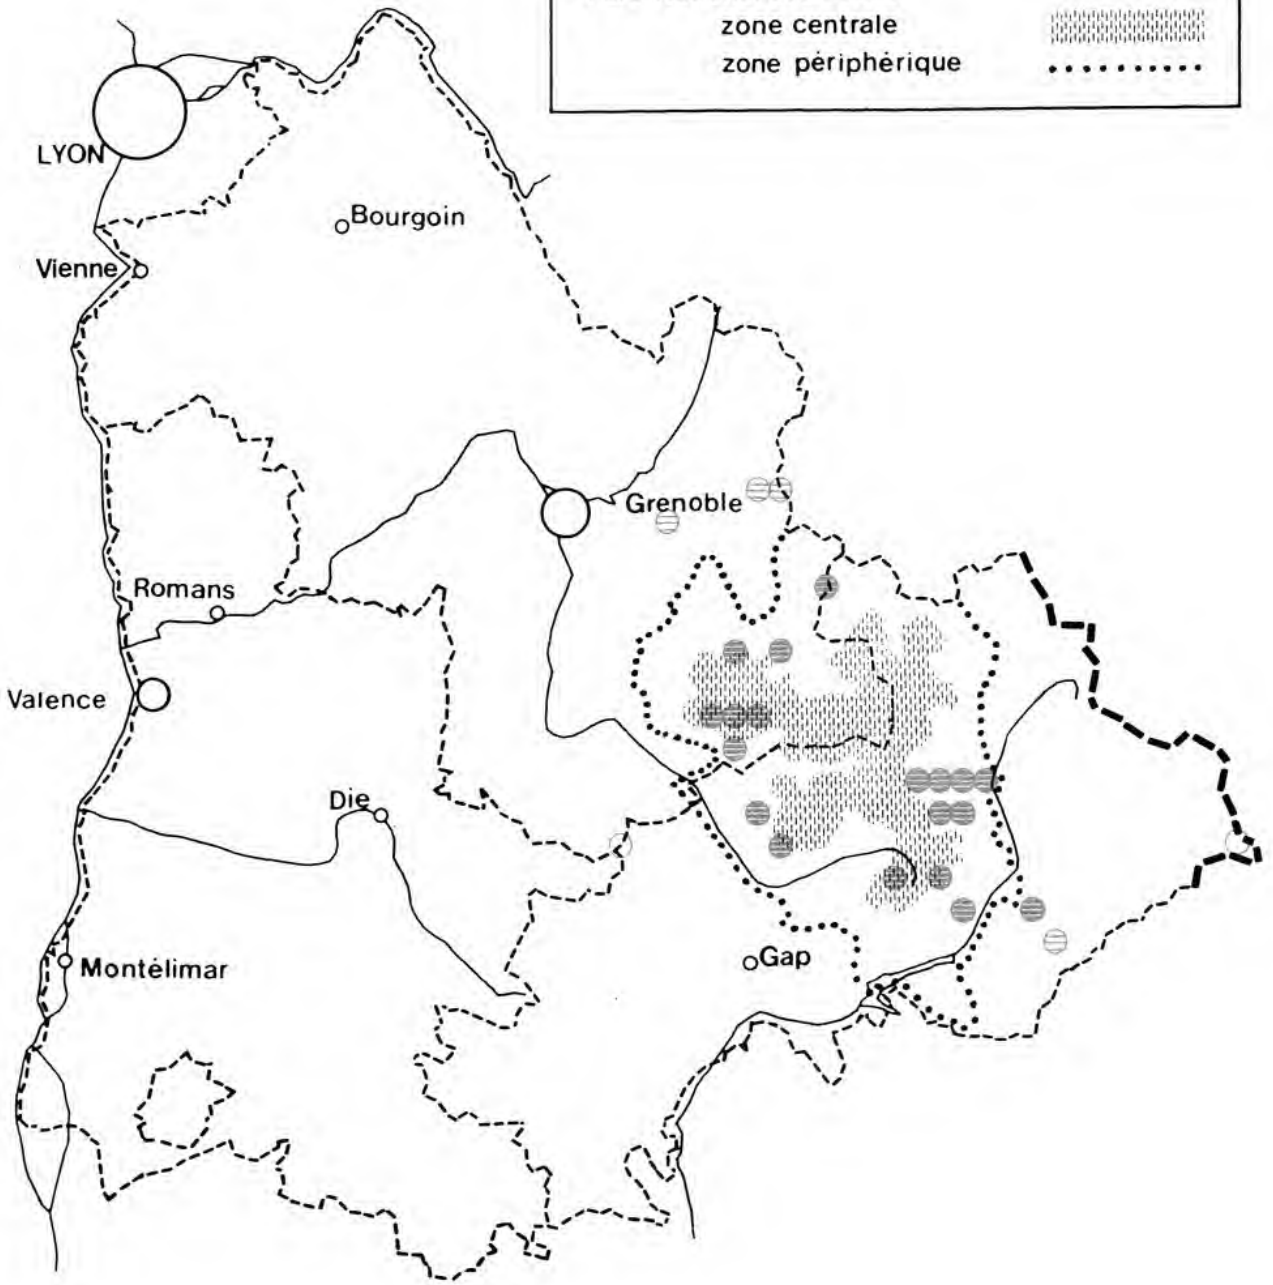 zone centrale
zone périphérique
LYON
Bourgoin
Vienne
Grenoble
Romans
Valence
Die
Gap
Montélimar